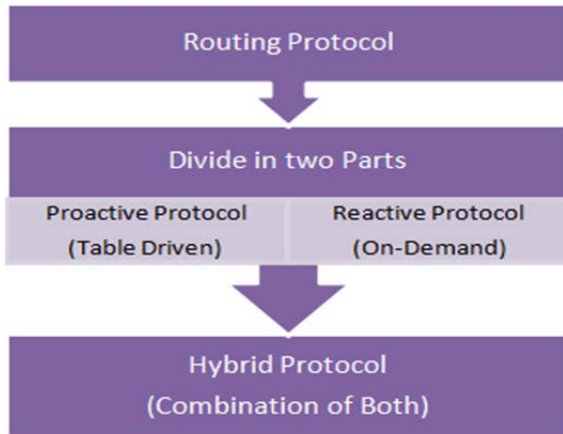 Routing Protocol
Divide in two Parts
Proactive Protocol
(Table Driven)
Reactive Protocol
(On-Demand)
Hybrid Protocol
(Combination of Both)